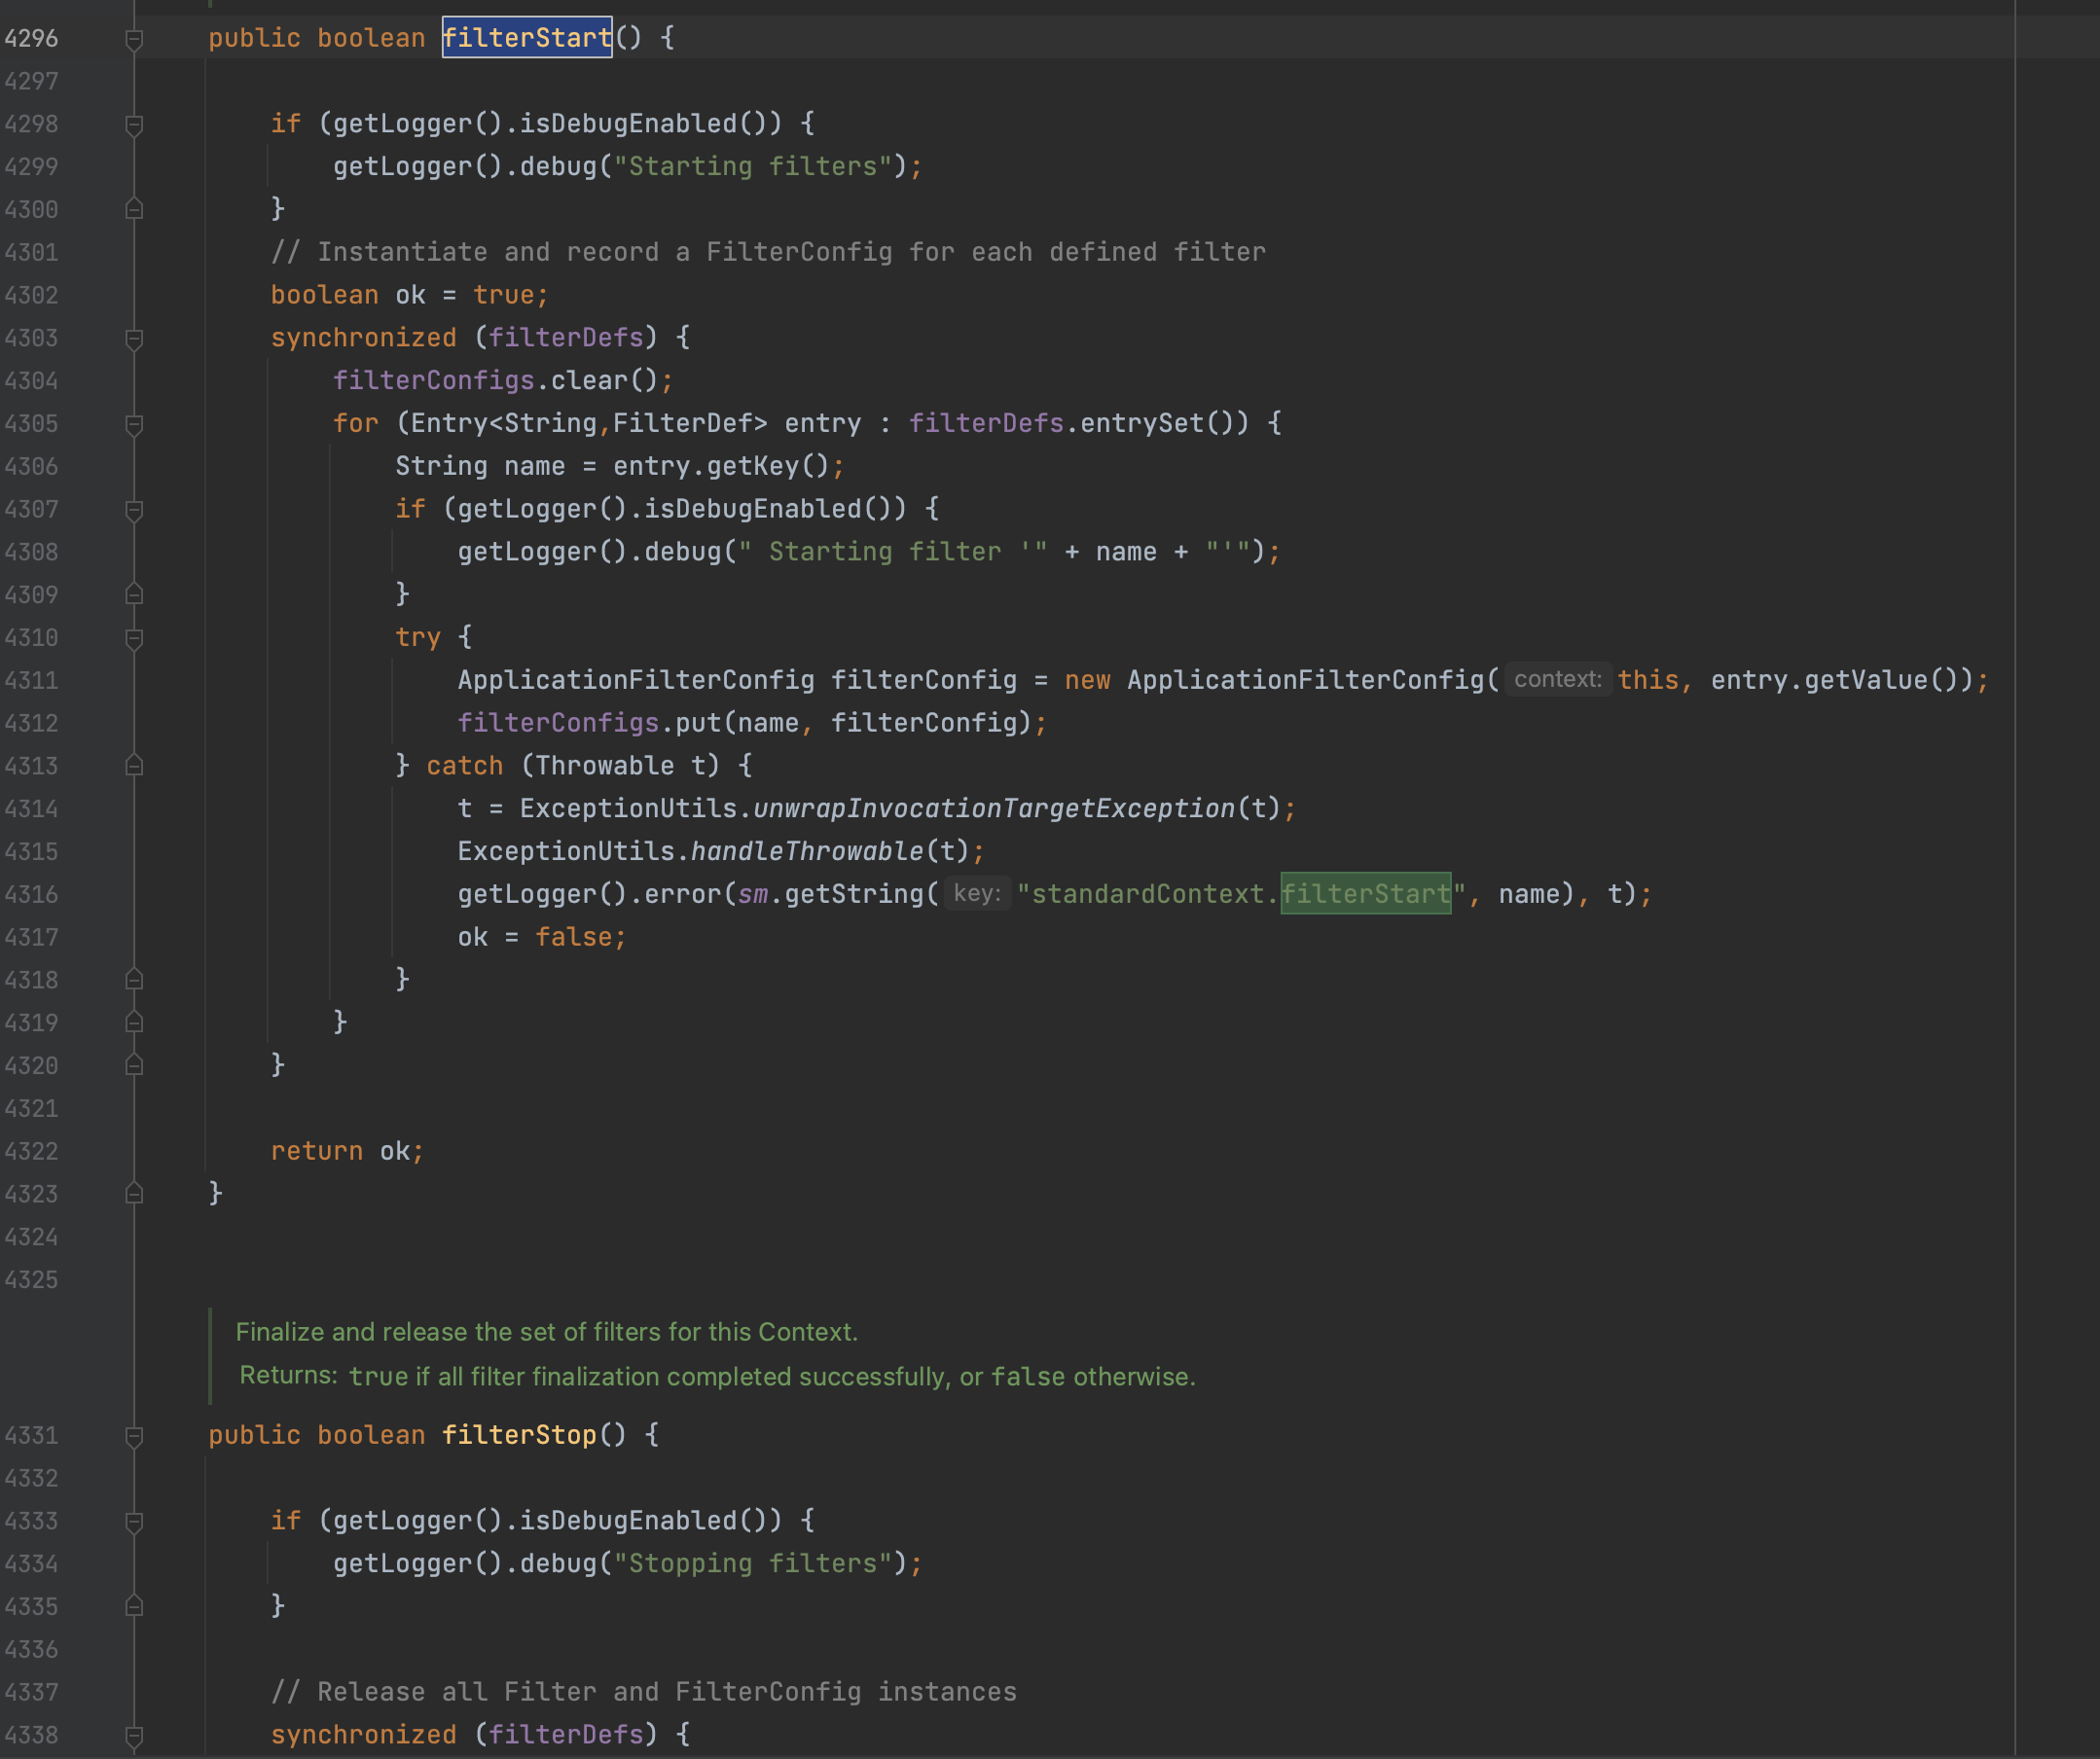 4296 public boolean filterStart() {
4297
4298 if (getLogger().isDebugEnabled()) {
4299 getLogger().debug("Starting filters");
4300 }
4301 // Instantiate and record a FilterConfig for each defined filter
4302 boolean ok = true;
4303 synchronized (filterDefs) {
4304 filterConfigs.clear();
4305 for (Entry<String,FilterDef> entry : filterDefs.entrySet()) {
4306 String name = entry.getKey();
4307 if (getLogger().isDebugEnabled()) {
4308 getLogger().debug(" Starting filter '" + name + "'");
4309 }
4310 try {
4311 ApplicationFilterConfig filterConfig = new ApplicationFilterConfig( context: this, entry.getValue());
4312 filterConfigs.put(name, filterConfig);
4313 } catch (Throwable t) {
4314 t = ExceptionUtils.unwrapInvocationTargetException(t);
4315 ExceptionUtils.handleThrowable(t);
4316 getLogger().error(sm.getString( key: "standardContext.filterStart", name), t);
4317 ok = false;
4318 }
4319 }
4320 }
4321
4322 return ok;
4323 }
4324
4325
Finalize and release the set of filters for this Context.
Returns: true if all filter finalization completed successfully, or false otherwise.
4331 public boolean filterStop() {
4332
4333 if (getLogger().isDebugEnabled()) {
4334 getLogger().debug("Stopping filters");
4335 }
4336
4337 // Release all Filter and FilterConfig instances
4338 synchronized (filterDefs) {